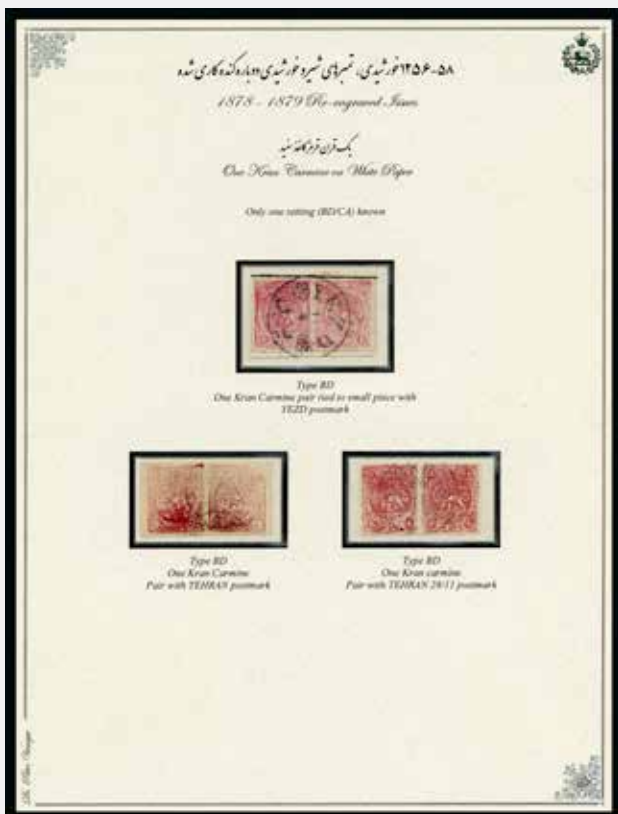 ۱۲۵۶-۵۸ خورشیدی، تمبرهای شیر و خورشیدی دوباره کنده کاری شده
1878 - 1879 Re-engraved Issues
یک قران قرمز کاغذ سفید
One Kran Carmine on White Paper
Only one setting (BD/CA) known
Type BD
One Kran Carmine pair tied to small piece with
YEZD postmark
Type BD
One Kran Carmine
Pair with TEHRAN postmark
Type BD
One Kran carmine
Pair with TEHRAN 29/11 postmark